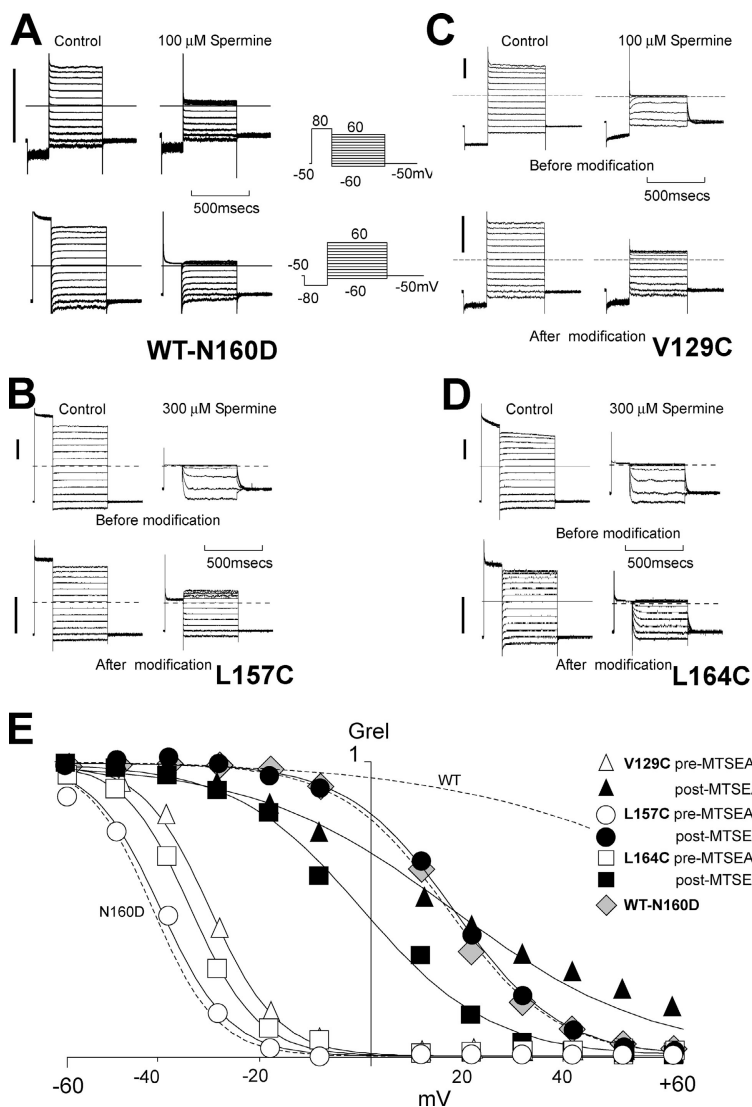 A
Control
100 μM Spermine
80
60
-50
-60
-50mV
500msecs
60
-50
-80
-60
-50mV
WT-N160D
C
Control
100 μM Spermine
Before modification
500msecs
After modification
V129C
B
Control
300 μM Spermine
Before modification
500msecs
After modification
L157C
D
Control
300 μM Spermine
Before modification
500msecs
After modification
L164C
E
Grel
1
WT
N160D
V129C pre-MTSEA
post-MTSEA
L157C pre-MTSEA
post-MTSE
L164C pre-MTSEA
post-MTSE
WT-N160D
-60
-40
-20
20
40
+60
mV